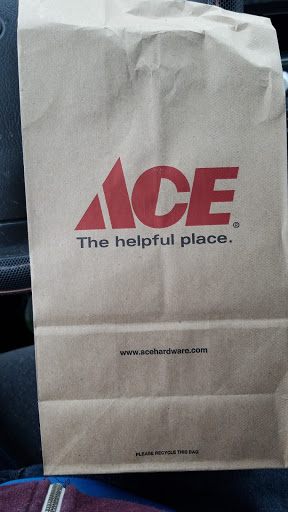 ACE®
The helpful place.
www.acehardware.com
PLEASE RECYCLE THIS BAG